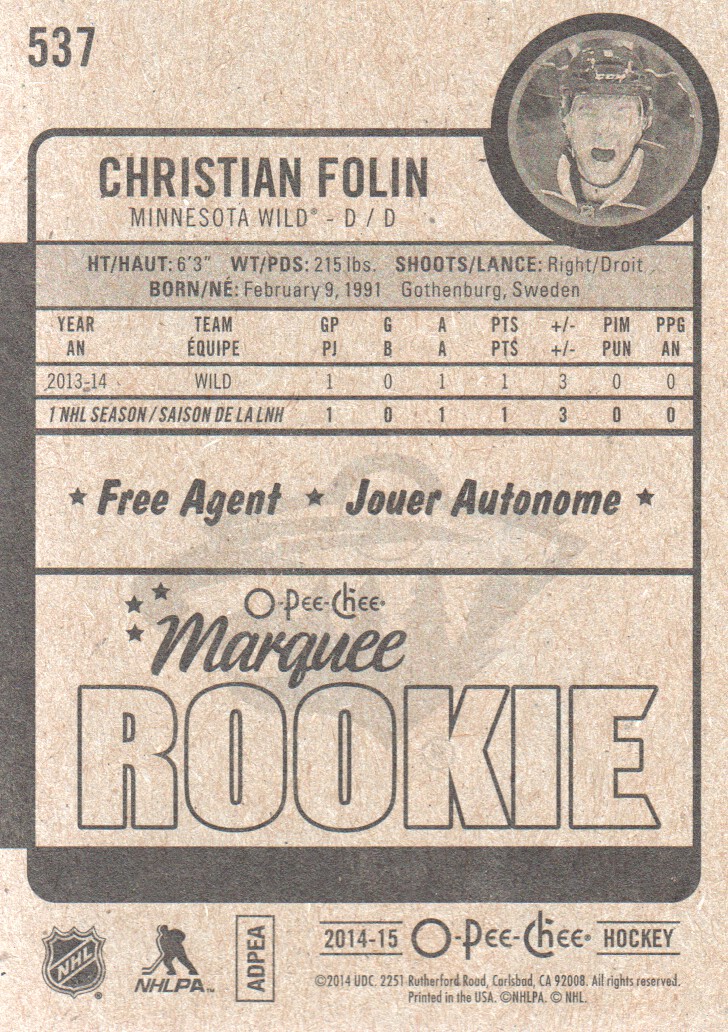 537
CCM
CHRISTIAN FOLIN
MINNESOTA WILD® - D / D
HT/HAUT: 6'3" WT/PDS: 215 lbs. SHOOTS/LANCE: Right/Droit
BORN/NÉ: February 9, 1991 Gothenburg, Sweden
YEAR TEAM GP G A PTS +/- PIM PPG
AN ÉQUIPE PJ B A PTS +/- PUN AN
2013-14 WILD 1 0 1 1 3 0 0
1 NHL SEASON / SAISON DE LA LNH 1 0 1 1 3 0 0
★ Free Agent ★ Jouer Autonome ★
O-Pee-Chee®
Marquee
ROOKIE
NHL ® NHLPA™ ADPEA 2014-15 O-Pee-Chee® HOCKEY
©2014 UDC. 2251 Rutherford Road, Carlsbad, CA 92008. All rights reserved.
Printed in the USA. ©NHLPA. © NHL.